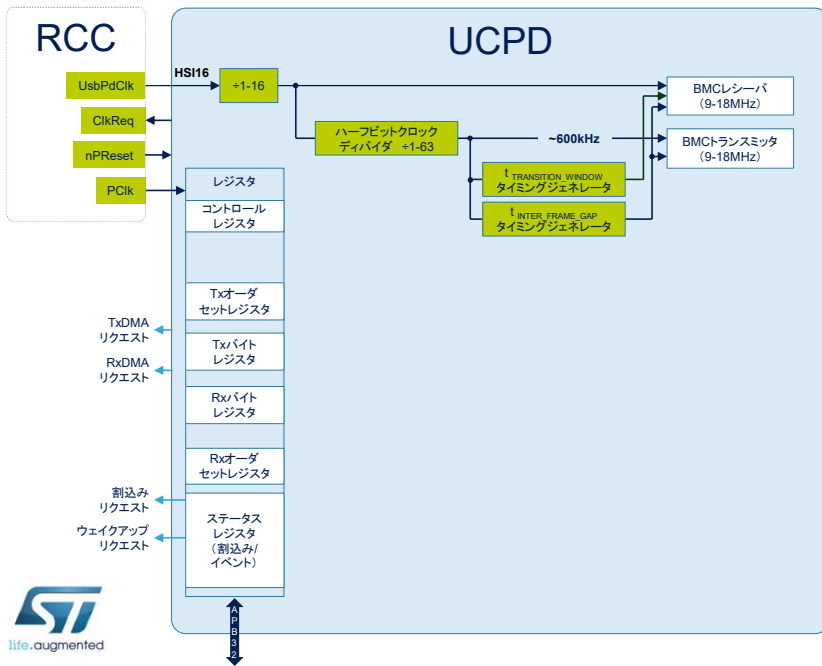 RCC
UCPD
UsbPdClk
HSI16
÷1-16
BMCレシーバ
(9-18MHz)
ClkReq
ハーフビットクロック
ディバイダ ÷1-63
~600kHz
BMCトランスミッタ
(9-18MHz)
nPReset
t TRANSITION_WINDOW
タイミングジェネレータ
PClk
レジスタ
コントロール
レジスタ
t INTER_FRAME_GAP
タイミングジェネレータ
Txオーダ
セットレジスタ
TxDMA
リクエスト
Txバイト
レジスタ
RxDMA
リクエスト
Rxバイト
レジスタ
Rxオーダ
セットレジスタ
割込み
リクエスト
ステータス
レジスタ
(割込み/
イベント)
ウェイクアップ
リクエスト
APB32
ST
life.augmented